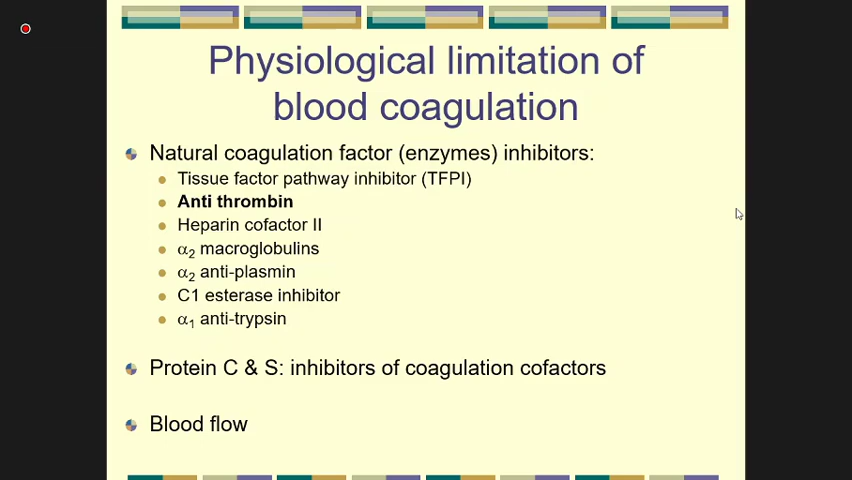 Physiological limitation of
blood coagulation
Natural coagulation factor (enzymes) inhibitors:
Tissue factor pathway inhibitor (TFPI)
Anti thrombin
Heparin cofactor II
α2 macroglobulins
α2 anti-plasmin
C1 esterase inhibitor
α1 anti-trypsin
Protein C & S: inhibitors of coagulation cofactors
Blood flow